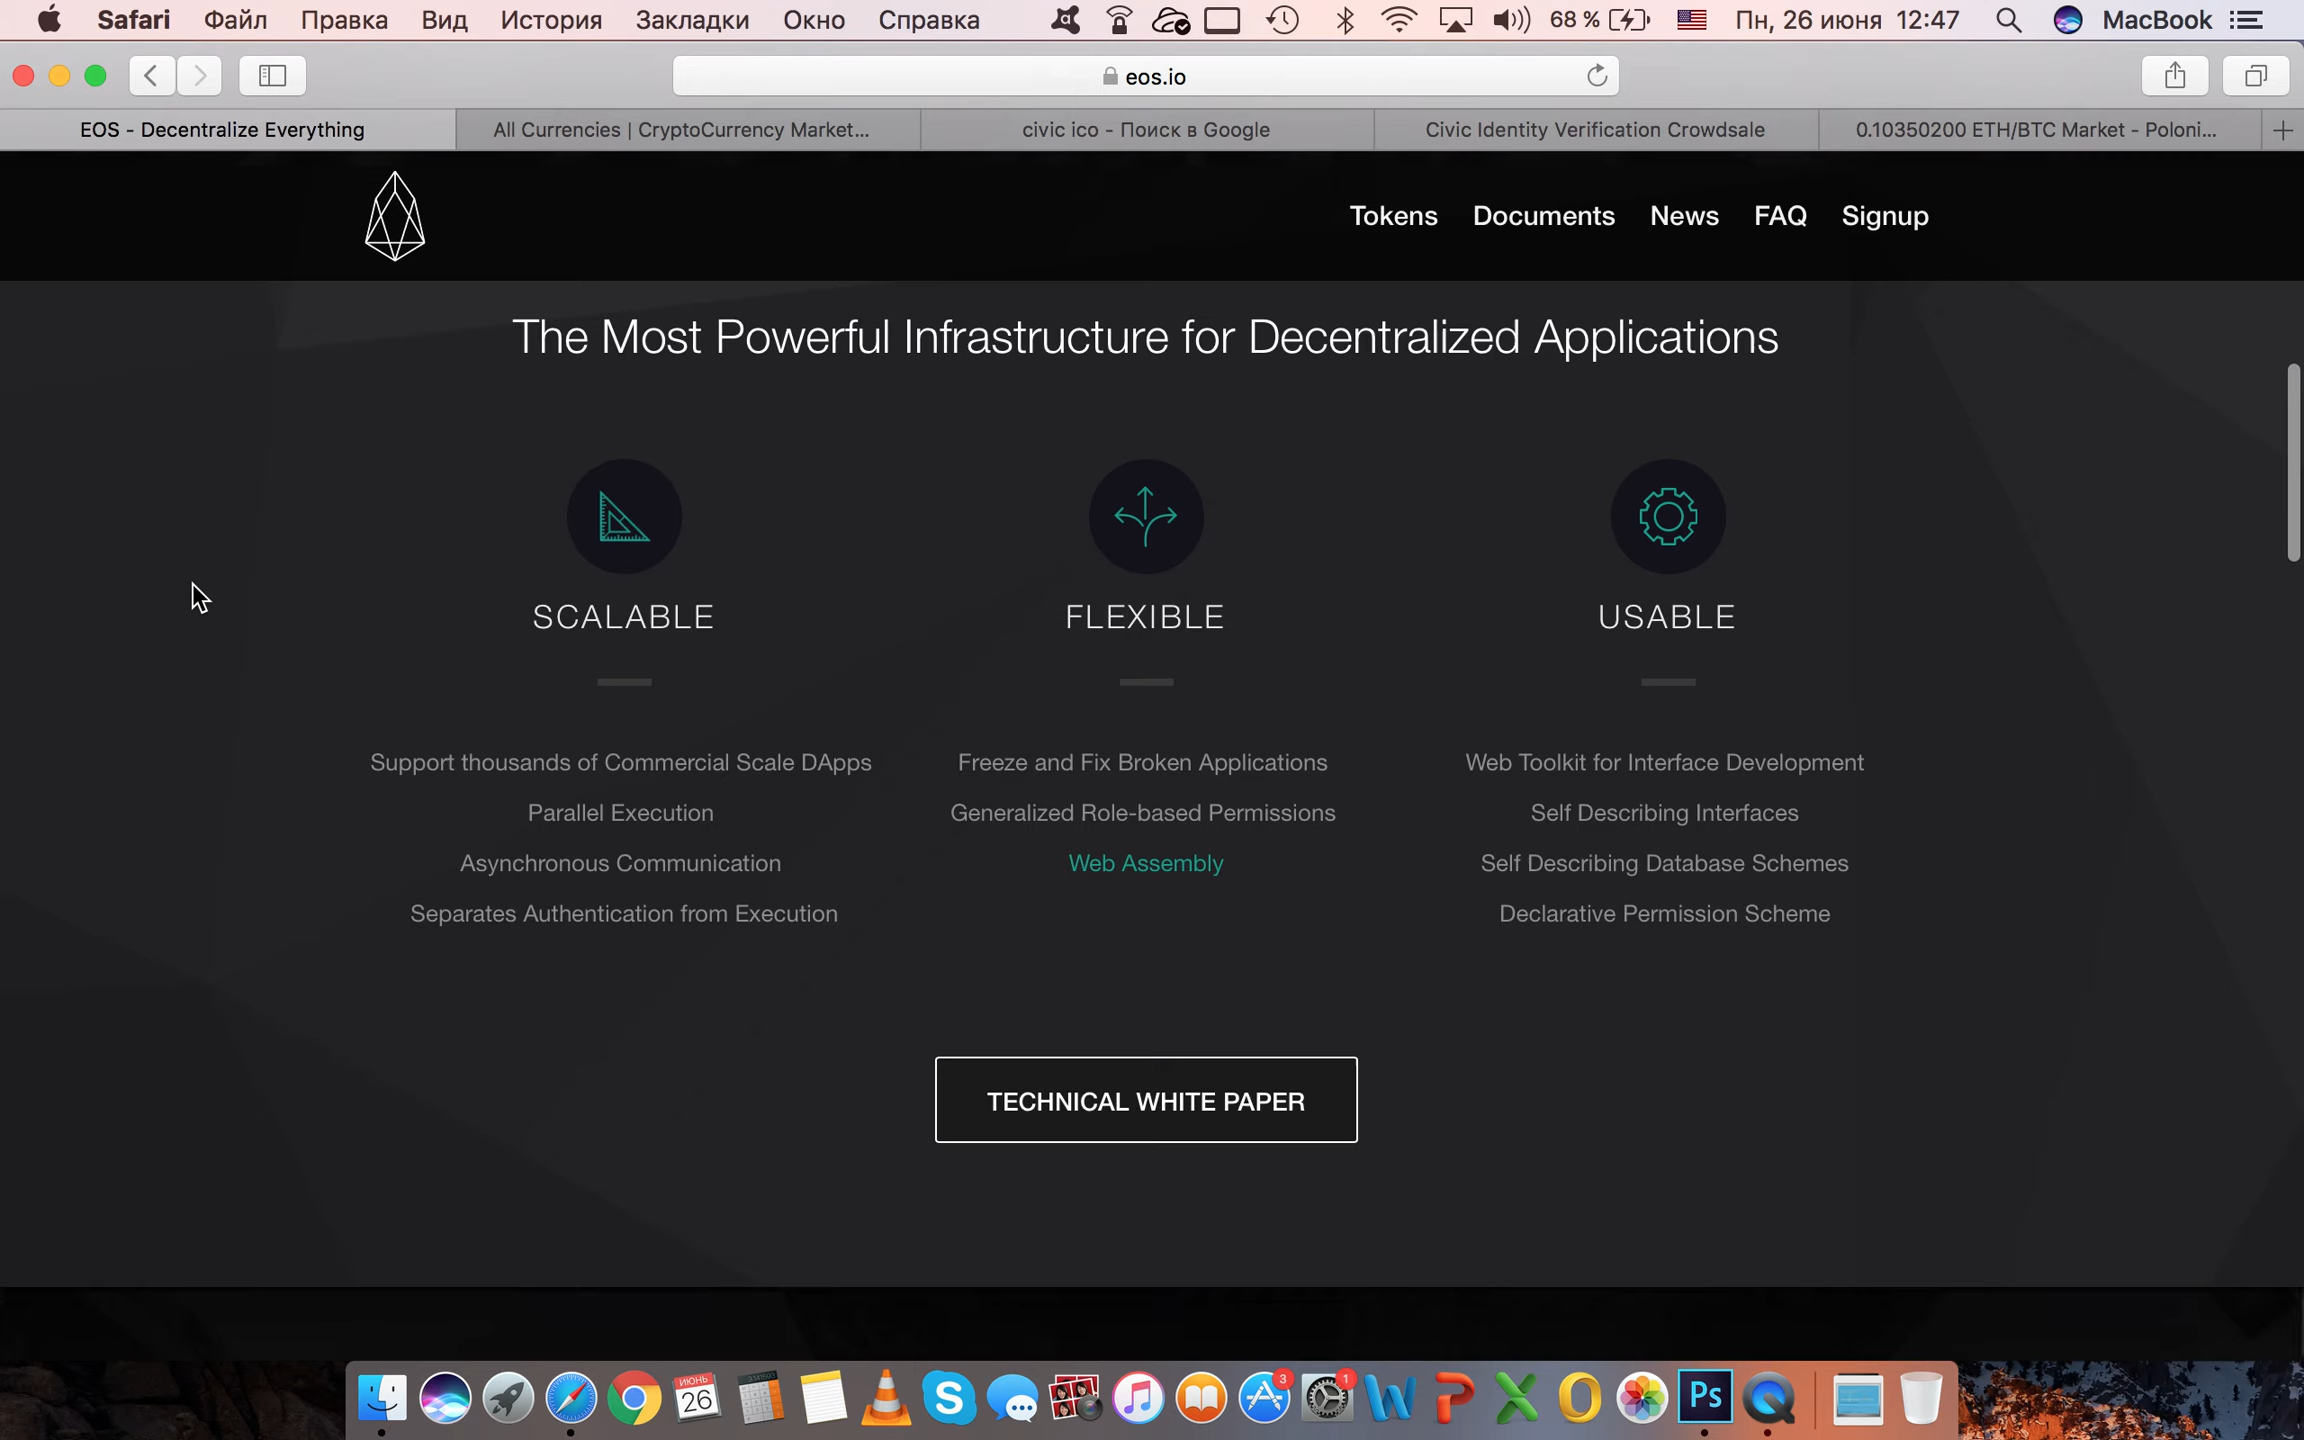 Safari Файл Правка Вид История Закладки Окно Справка 68 % Пн, 26 июня 12:47 MacBook
eos.io
EOS - Decentralize Everything
All Currencies | CryptoCurrency Market...
civic ico - Поиск в Google
Civic Identity Verification Crowdsale
0.10350200 ETH/BTC Market - Poloni...
Tokens Documents News FAQ Signup
The Most Powerful Infrastructure for Decentralized Applications
SCALABLE
Support thousands of Commercial Scale DApps
Parallel Execution
Asynchronous Communication
Separates Authentication from Execution
FLEXIBLE
Freeze and Fix Broken Applications
Generalized Role-based Permissions
Web Assembly
USABLE
Web Toolkit for Interface Development
Self Describing Interfaces
Self Describing Database Schemes
Declarative Permission Scheme
TECHNICAL WHITE PAPER
ИЮНЬ
26
3
1
Ps